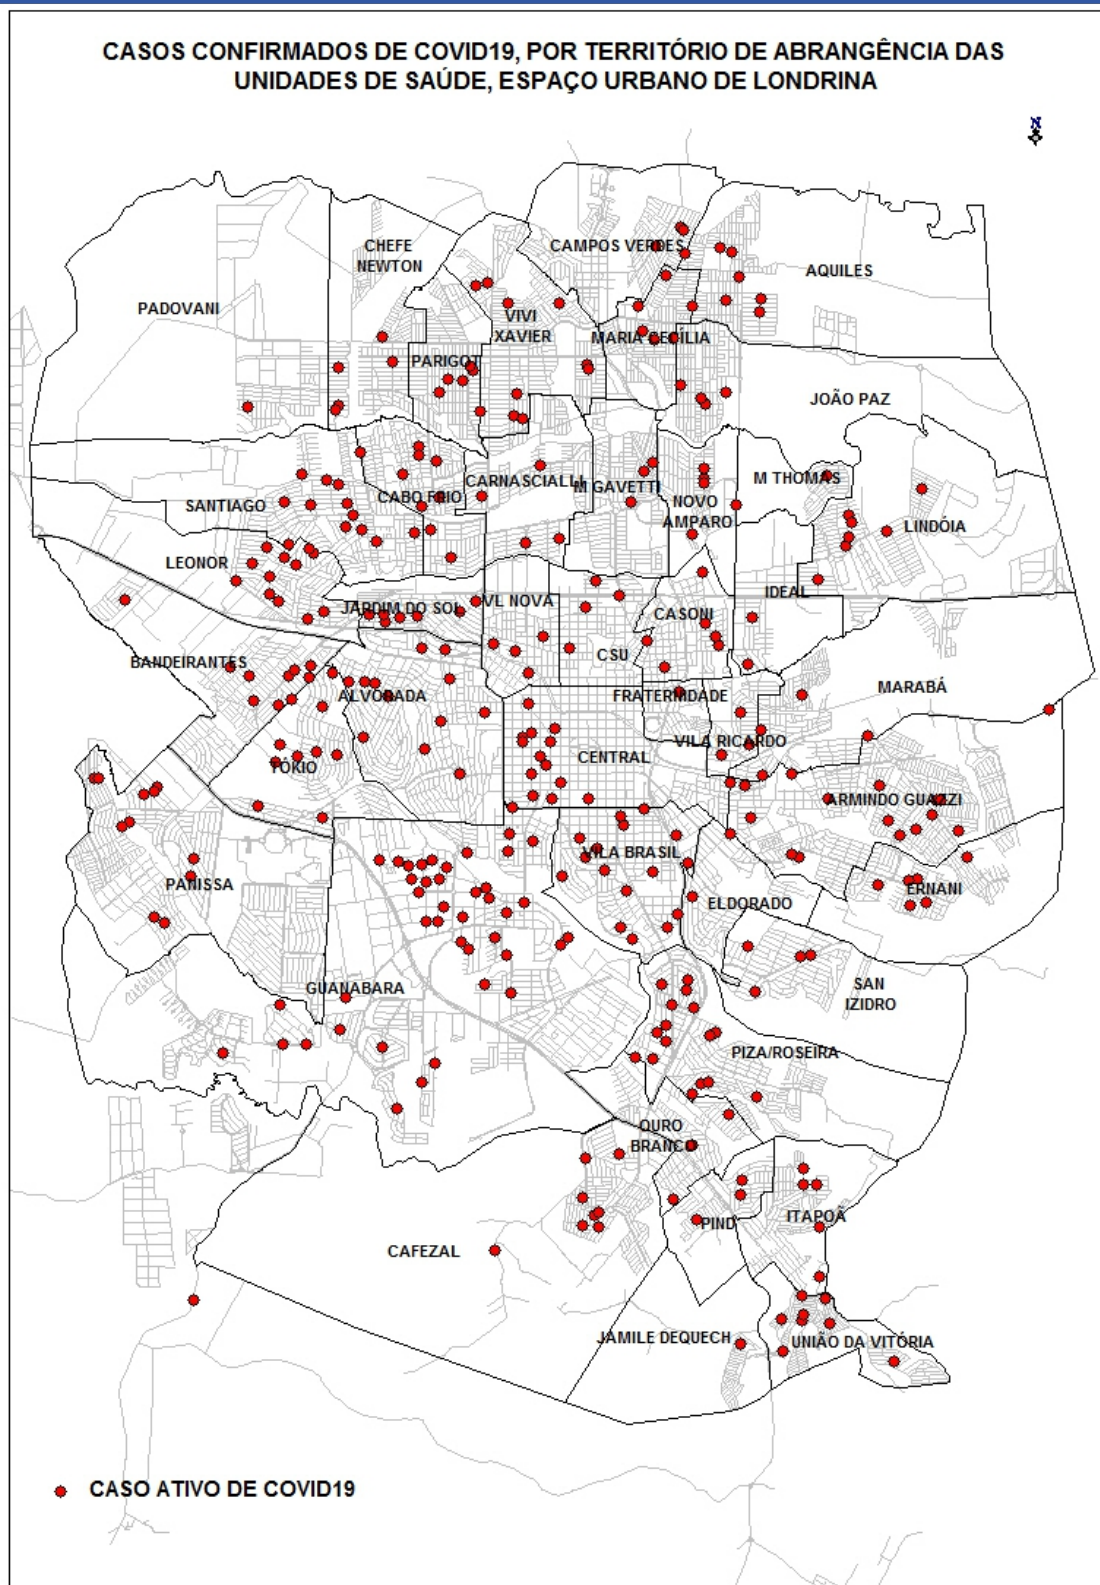 CASOS CONFIRMADOS DE COVID19, POR TERRITÓRIO DE ABRANGÊNCIA DAS
UNIDADES DE SAÚDE, ESPAÇO URBANO DE LONDRINA
N
CHEFE
NEWTON
CAMPOS VERDES
AQUILES
PADOVANI
VIVI
XAVIER
MARIA CECÍLIA
PARIGOT
JOÃO PAZ
CARNASCIALLI
M GAVETTI
M THOMAS
SANTIAGO
CABO FRIO
NOVO
AMPARO
LINDÓIA
LEONOR
IDEAL
JARDIM DO SOL
VL NOVA
CASONI
CSU
BANDEIRANTES
ALVORADA
FRATERNIDADE
MARABÁ
VILA RICARDO
CENTRAL
TÓKIO
ARMINDO GUAZZI
VILA BRASIL
PANISSA
ERNANI
ELDORADO
GUANABARA
SAN
IZIDRO
PIZA/ROSEIRA
OURO
BRANCO
PIND
ITAPOÃ
CAFEZAL
JAMILE DEQUECH
UNIÃO DA VITÓRIA
CASO ATIVO DE COVID19